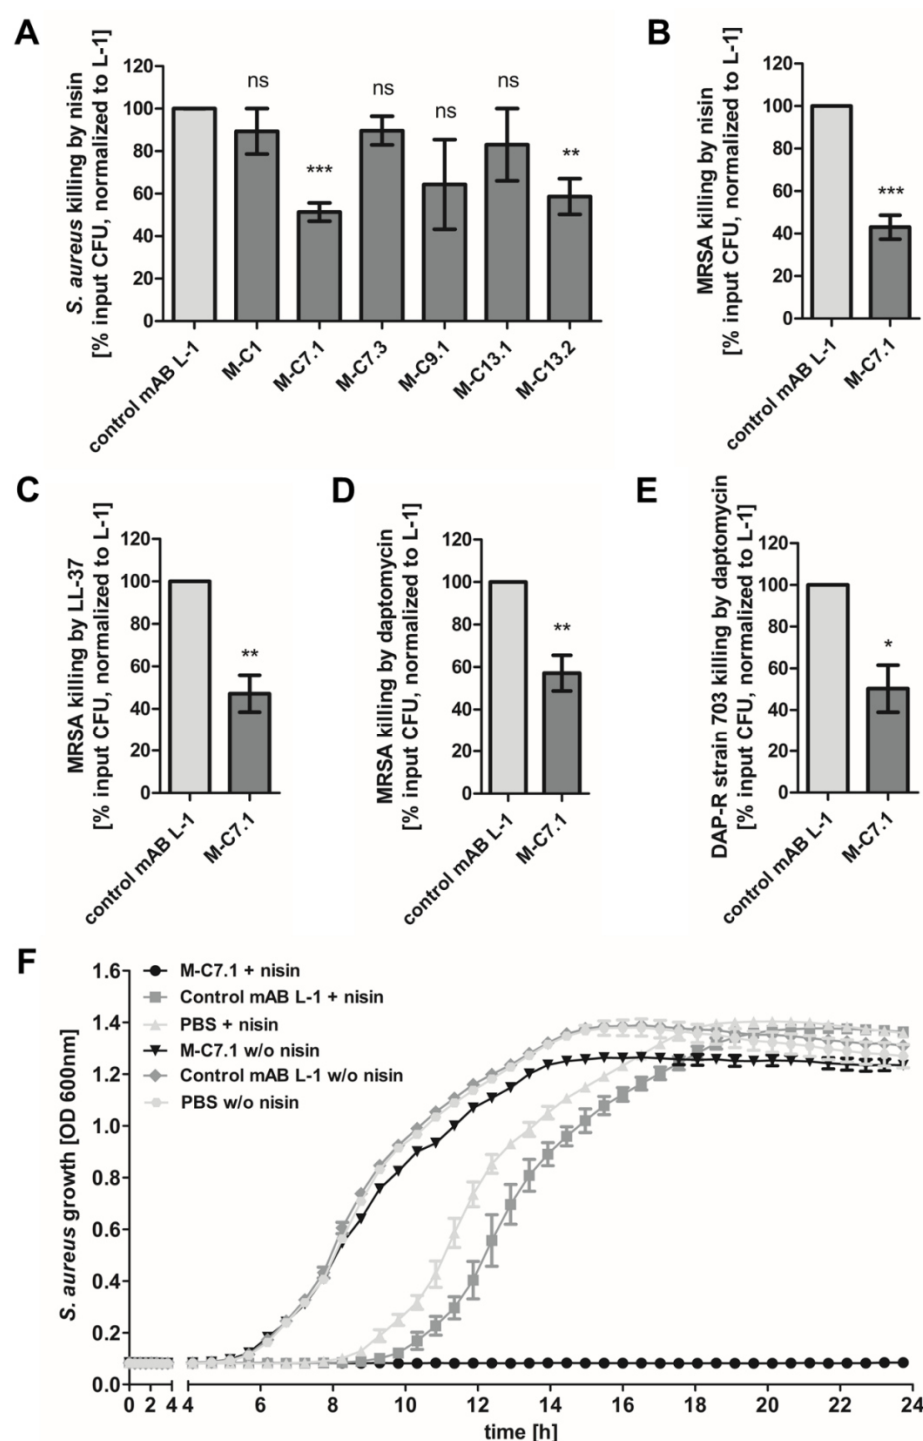 A
S. aureus killing by nisin
[% input CFU, normalized to L-1]
120
100
80
60
40
20
0
ns
***
ns
ns
ns
**
control mAB L-1
M-C1
M-C7.1
M-C7.3
M-C9.1
M-C13.1
M-C13.2
B
MRSA killing by nisin
[% input CFU, normalized to L-1]
120
100
80
60
40
20
0
***
control mAB L-1
M-C7.1
C
MRSA killing by LL-37
[% input CFU, normalized to L-1]
120
100
80
60
40
20
0
**
control mAB L-1
M-C7.1
D
MRSA killing by daptomycin
[% input CFU, normalized to L-1]
120
100
80
60
40
20
0
**
control mAB L-1
M-C7.1
E
DAP-R strain 703 killing by daptomycin
[% input CFU, normalized to L-1]
120
100
80
60
40
20
0
*
control mAB L-1
M-C7.1
F
S. aureus growth [OD 600nm]
1.6
1.4
1.2
1.0
0.8
0.6
0.4
0.2
0.0
M-C7.1 + nisin
Control mAB L-1 + nisin
PBS + nisin
M-C7.1 w/o nisin
Control mAB L-1 w/o nisin
PBS w/o nisin
0 2 4 4 6 8 10 12 14 16 18 20 22 24
time [h]